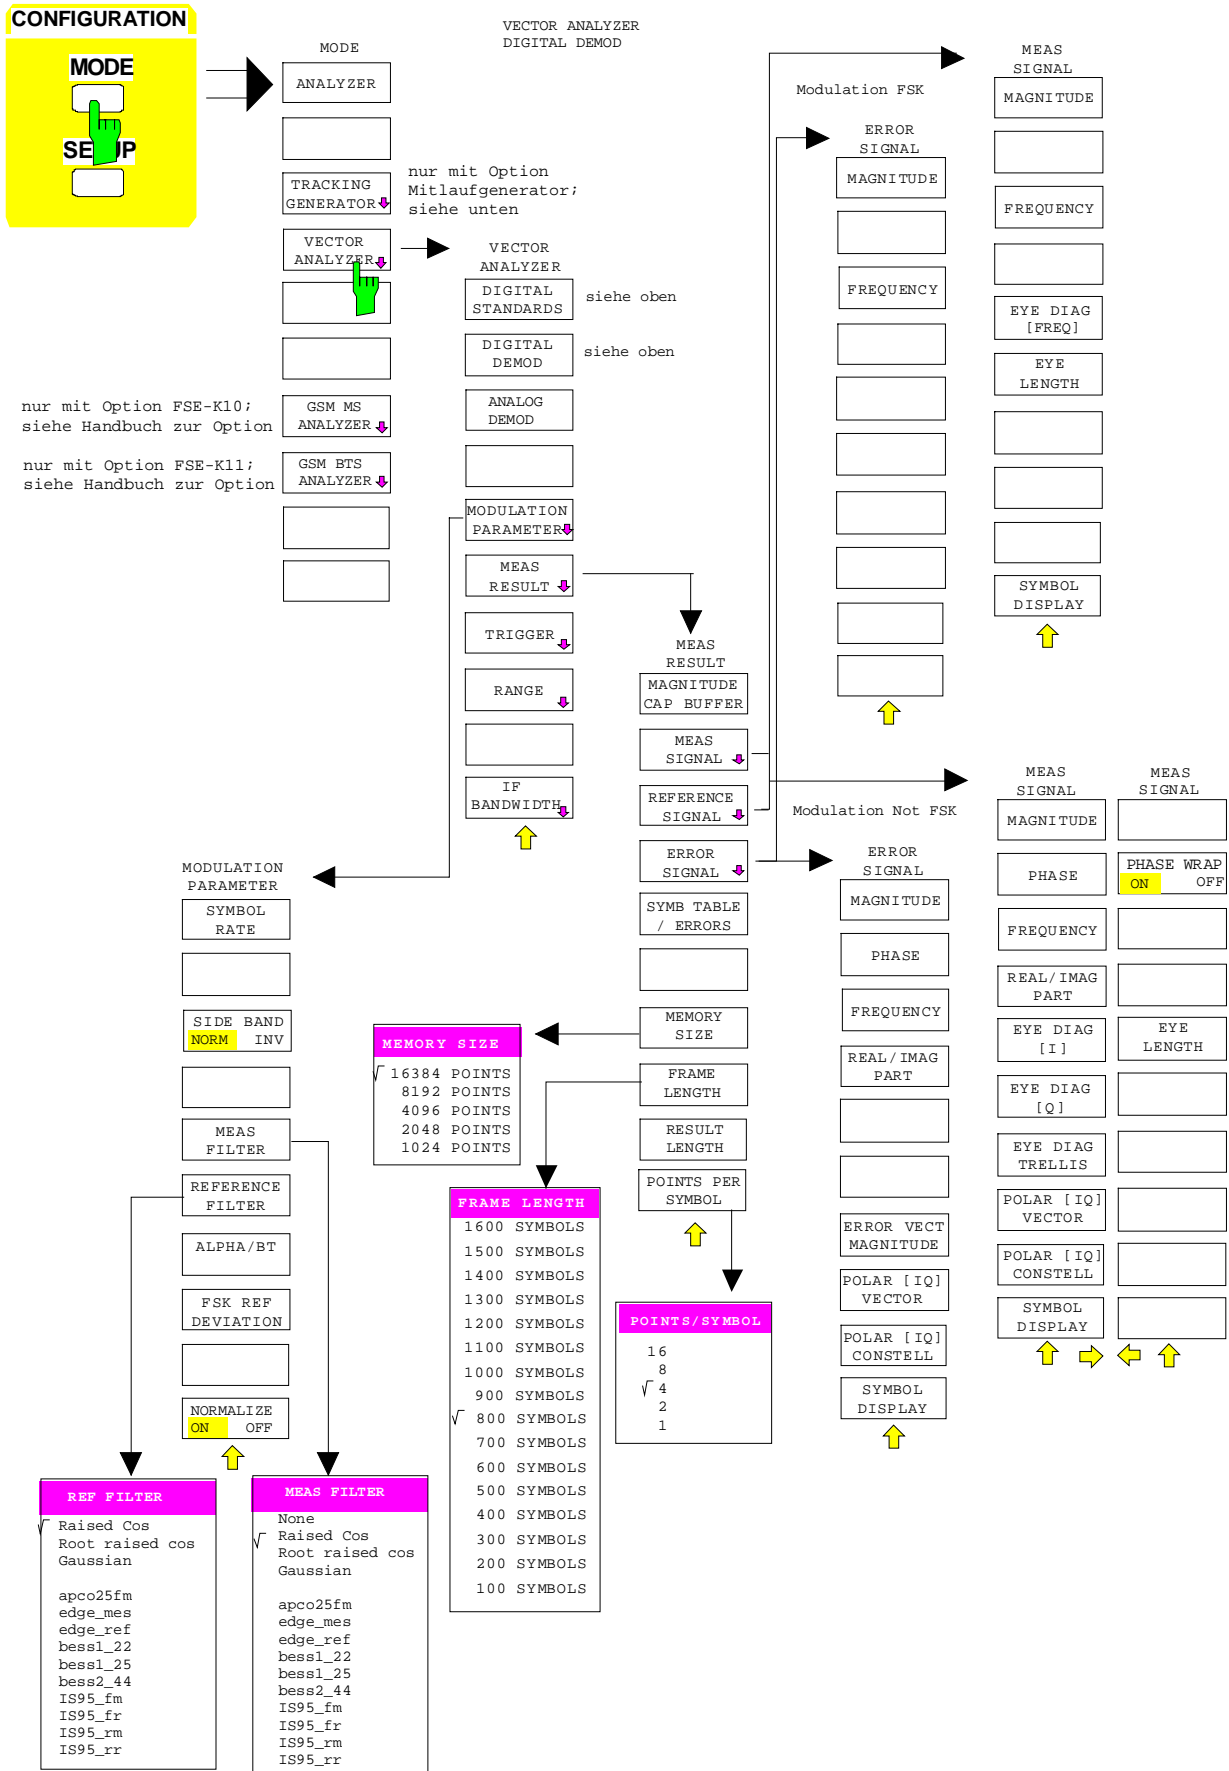 CONFIGURATION
MODE
SETUP
MODE
ANALYZER
TRACKING
GENERATOR
nur mit Option
Mitlaufgenerator;
siehe unten
VECTOR
ANALYZER
nur mit Option FSE-K10;
siehe Handbuch zur Option
GSM MS
ANALYZER
nur mit Option FSE-K11;
siehe Handbuch zur Option
GSM BTS
ANALYZER
VECTOR ANALYZER
DIGITAL DEMOD
VECTOR
ANALYZER
DIGITAL
STANDARDS
siehe oben
DIGITAL
DEMOD
siehe oben
ANALOG
DEMOD
MODULATION
PARAMETER
MEAS
RESULT
TRIGGER
RANGE
IF
BANDWIDTH
MEAS
RESULT
MAGNITUDE
CAP BUFFER
MEAS
SIGNAL
REFERENCE
SIGNAL
ERROR
SIGNAL
SYMB TABLE
/ ERRORS
MEMORY
SIZE
FRAME
LENGTH
RESULT
LENGTH
POINTS PER
SYMBOL
Modulation FSK
ERROR
SIGNAL
MAGNITUDE
FREQUENCY
MEAS
SIGNAL
MAGNITUDE
FREQUENCY
EYE DIAG
[FREQ]
EYE
LENGTH
SYMBOL
DISPLAY
Modulation Not FSK
ERROR
SIGNAL
MAGNITUDE
PHASE
FREQUENCY
REAL/IMAG
PART
ERROR VECT
MAGNITUDE
POLAR [IQ]
VECTOR
POLAR [IQ]
CONSTELL
SYMBOL
DISPLAY
MEAS
SIGNAL
MAGNITUDE
PHASE
FREQUENCY
REAL/IMAG
PART
EYE DIAG
[I]
EYE DIAG
[Q]
EYE DIAG
TRELLIS
POLAR [IQ]
VECTOR
POLAR [IQ]
CONSTELL
SYMBOL
DISPLAY
MEAS
SIGNAL
PHASE WRAP
ON OFF
EYE
LENGTH
MODULATION
PARAMETER
SYMBOL
RATE
SIDE BAND
NORM INV
MEAS
FILTER
REFERENCE
FILTER
ALPHA/BT
FSK REF
DEVIATION
NORMALIZE
ON OFF
MEMORY SIZE
√ 16384 POINTS
8192 POINTS
4096 POINTS
2048 POINTS
1024 POINTS
FRAME LENGTH
1600 SYMBOLS
1500 SYMBOLS
1400 SYMBOLS
1300 SYMBOLS
1200 SYMBOLS
1100 SYMBOLS
1000 SYMBOLS
900 SYMBOLS
√ 800 SYMBOLS
700 SYMBOLS
600 SYMBOLS
500 SYMBOLS
400 SYMBOLS
300 SYMBOLS
200 SYMBOLS
100 SYMBOLS
POINTS/SYMBOL
16
8
√ 4
2
1
REF FILTER
√ Raised Cos
Root raised cos
Gaussian
apco25fm
edge_mes
edge_ref
bess1_22
bess1_25
bess2_44
IS95_fm
IS95_fr
IS95_rm
IS95_rr
MEAS FILTER
None
√ Raised Cos
Root raised cos
Gaussian
apco25fm
edge_mes
edge_ref
bess1_22
bess1_25
bess2_44
IS95_fm
IS95_fr
IS95_rm
IS95_rr